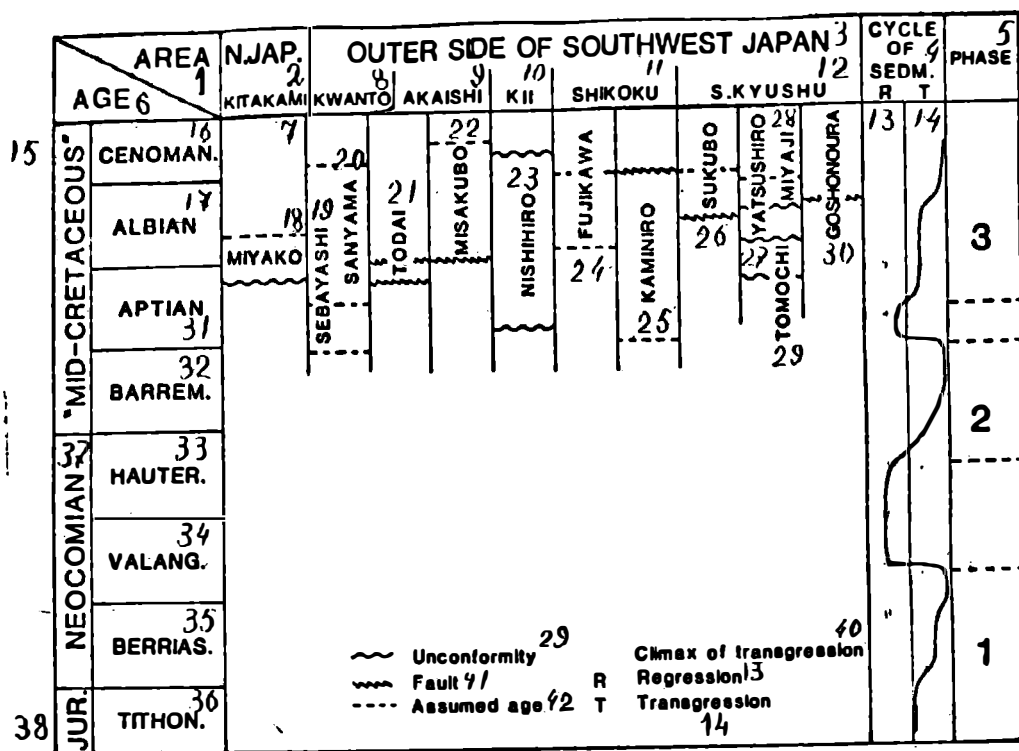 AREA N.JAP. OUTER SIDE OF SOUTHWEST JAPAN 3 CYCLE OF 4 SEDM. 5 PHASE
1 2 8 9 10 11 12
AGE 6 KITAKAMI KWANTO AKAISHI KII SHIKOKU S.KYUSHU R T
15 "MID-CRETACEOUS"
16 CENOMAN.
17 ALBIAN
APTIAN 31
32 BARREM.
37 NEOCOMIAN
33 HAUTER.
34 VALANG.
35 BERRIAS.
38 JUR.
36 TITHON.
7
18 MIYAKO
19 SEBAYASHI
20 SANYAMA
21 TODAI
22 MISAKUBO
23 NISHIHIRO
FUJIKAWA 24
KAMINIRO 25
SUKUBO 26
YATSUSHIRO 27
28 MIYAJI
TOMOCHI 29
GOSHONOURA 30
13 14
3
2
1
Unconformity 29
Fault 41
Assumed age 42
Climax of transgression 40
R Regression 13
T Transgression 14